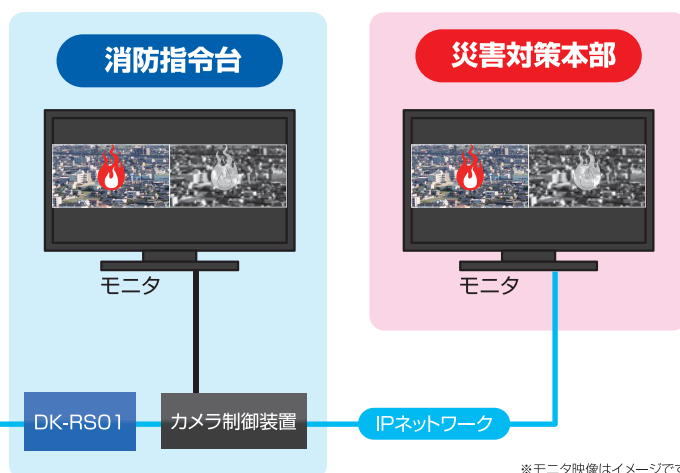 消防指令台
災害対策本部
モニタ
モニタ
DK-RS01
カメラ制御装置
IPネットワーク
※モニタ映像はイメージです